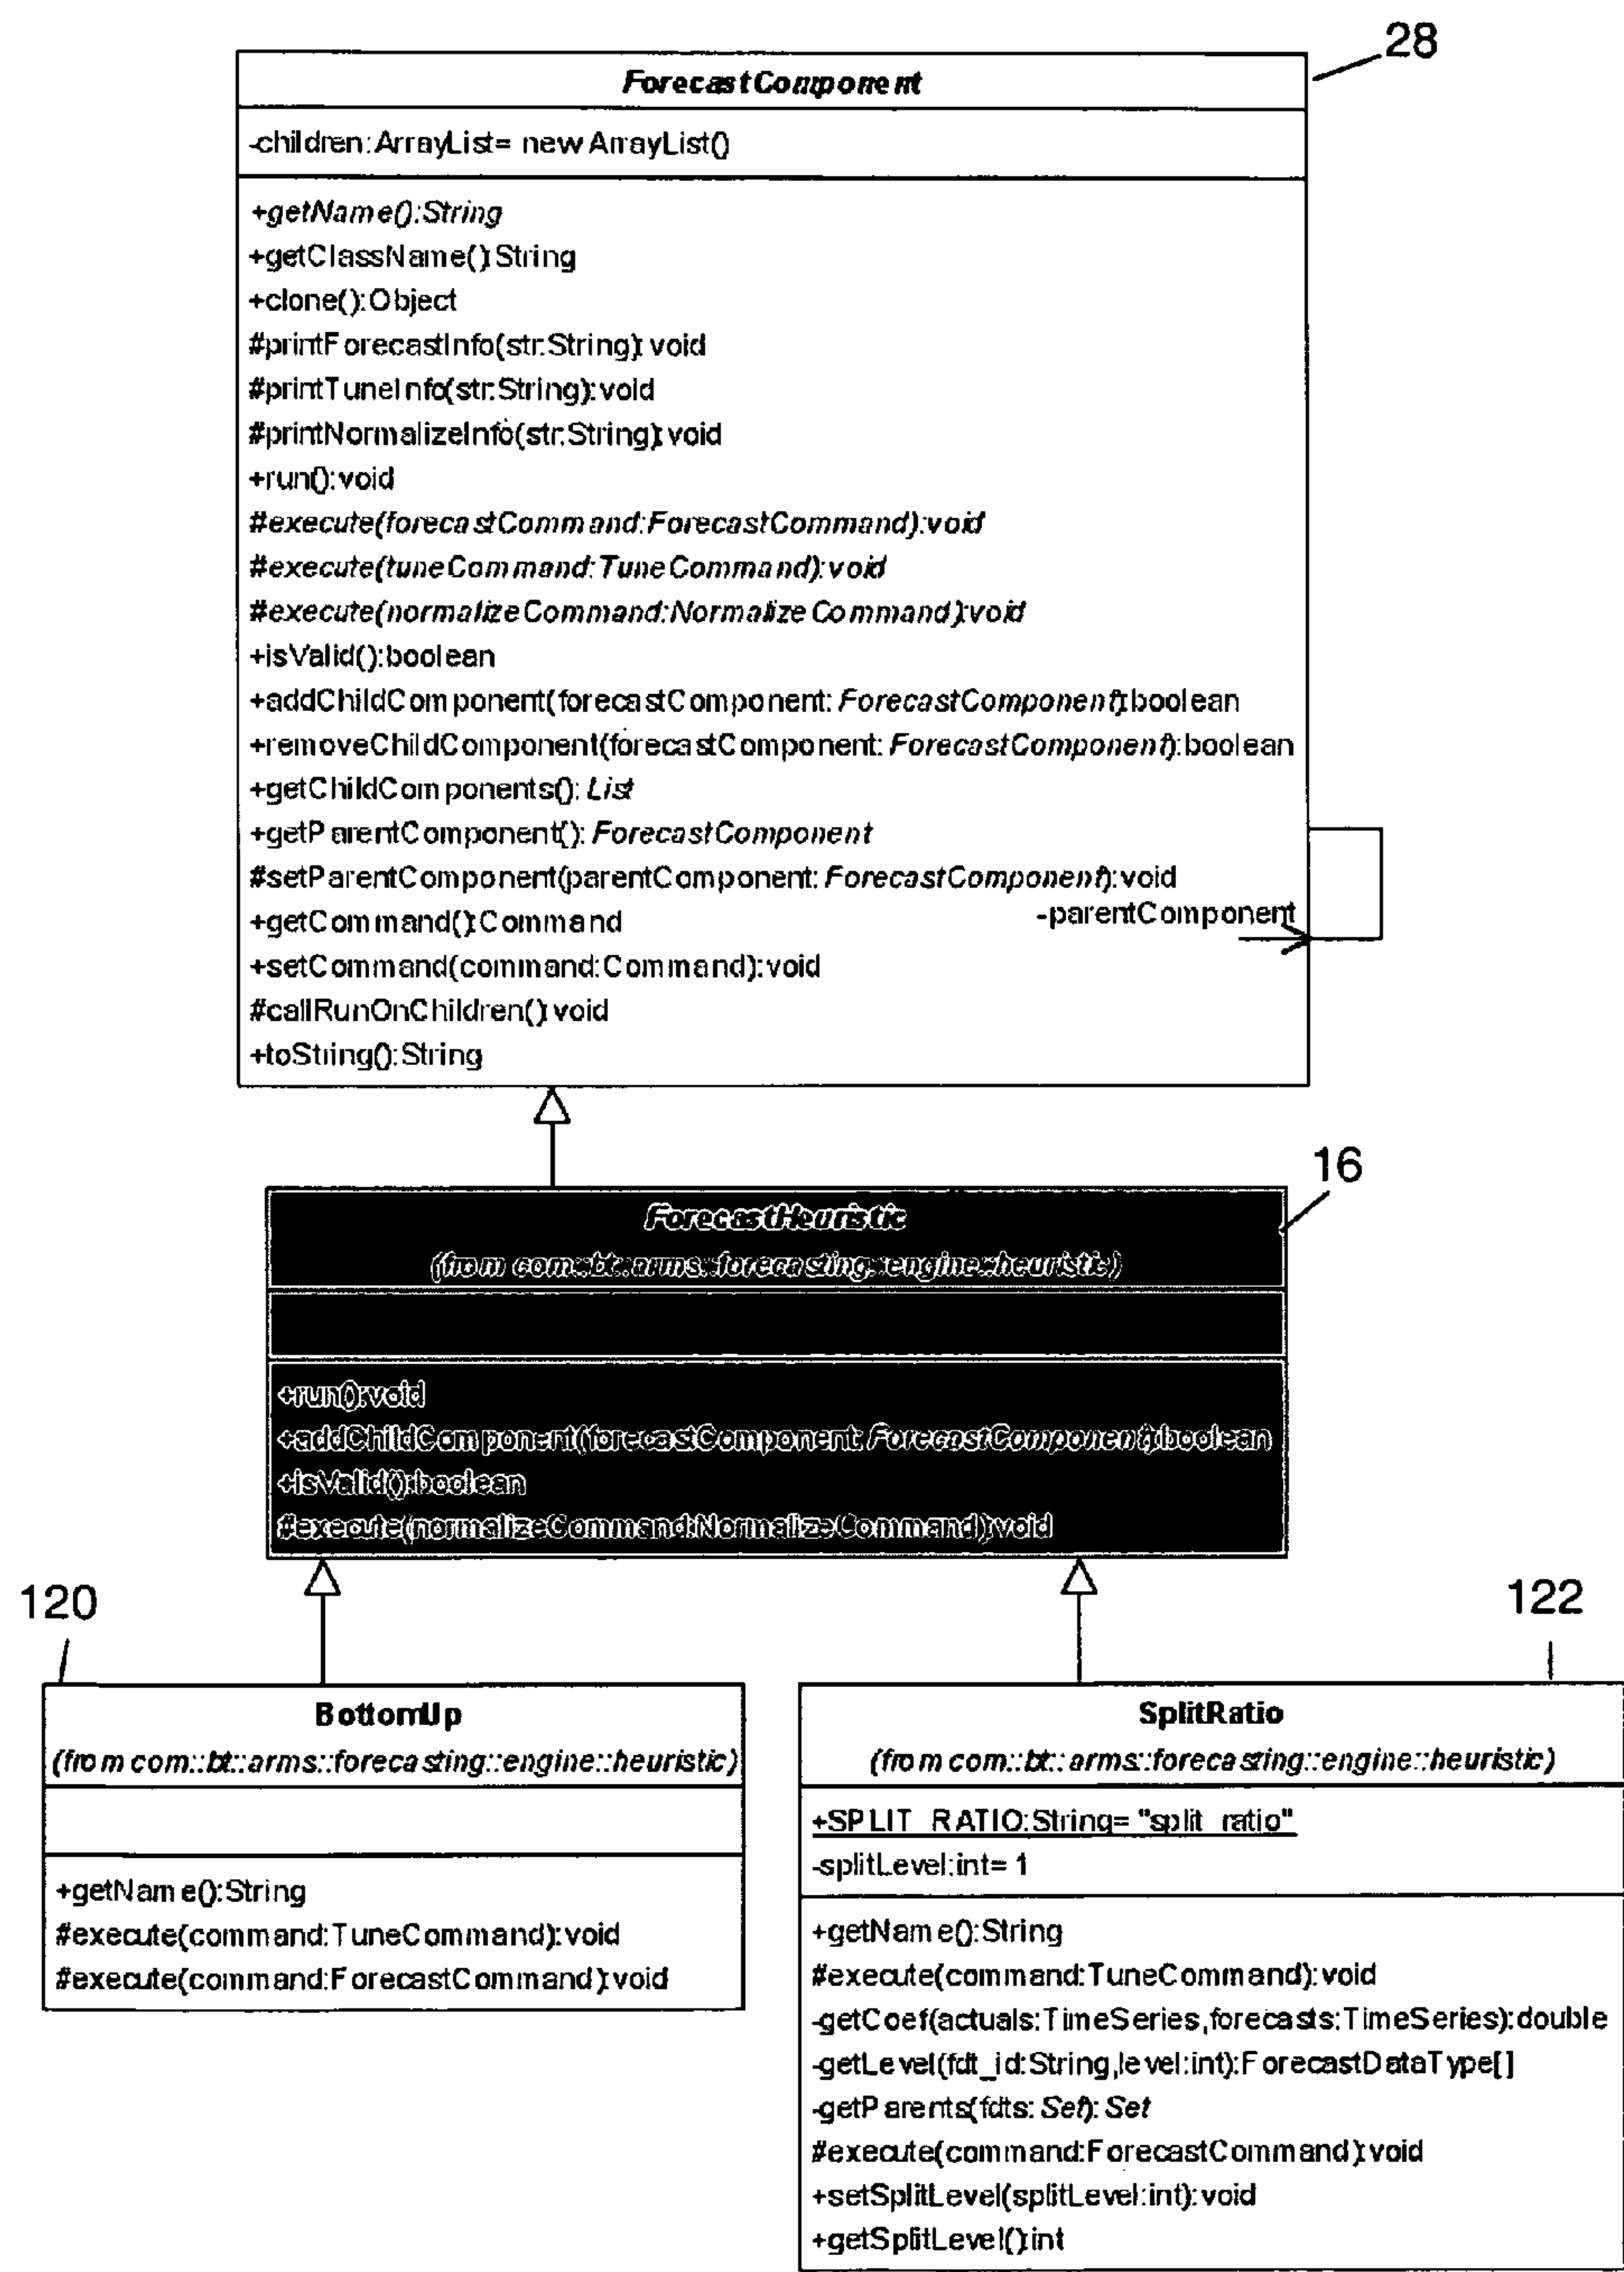 28
ForecastComponent
-children:ArrayList= new ArrayList()
+getName():String
+getClassName():String
+clone():Object
#printForecastInfo(str:String):void
#printTuneInfo(str:String):void
#printNormalizeInfo(str:String):void
+run():void
#execute(forecastCommand:ForecastCommand):void
#execute(tuneCommand:TuneCommand):void
#execute(normalizeCommand:NormalizeCommand):void
+isValid():boolean
+addChildComponent(forecastComponent: ForecastComponent):boolean
+removeChildComponent(forecastComponent: ForecastComponent):boolean
+getChildComponents(): List
+getParentComponent(): ForecastComponent
#setParentComponent(parentComponent: ForecastComponent):void
+getCommand():Command
-parentComponent
+setCommand(command:Command):void
#callRunOnChildren():void
+toString():String
16
ForecastHeuristic
(from com::bt::arms::forecasting::engine::heuristic)
+run():void
+addChildComponent(forecastComponent: ForecastComponent):boolean
+isValid():boolean
#execute(normalizeCommand:NormalizeCommand):void
120
BottomUp
(from com::bt::arms::forecasting::engine::heuristic)
+getName():String
#execute(command:TuneCommand):void
#execute(command:ForecastCommand):void
122
SplitRatio
(from com::bt::arms::forecasting::engine::heuristic)
+SPLIT_RATIO:String= "split_ratio"
-splitLevel:int= 1
+getName():String
#execute(command:TuneCommand):void
-getCoef(actuals:TimeSeries,forecasts:TimeSeries):double
-getLevel(fdt_id:String,level:int):ForecastDataType[]
-getParents(fdts: Set): Set
#execute(command:ForecastCommand):void
+setSplitLevel(splitLevel:int):void
+getSplitLevel():int